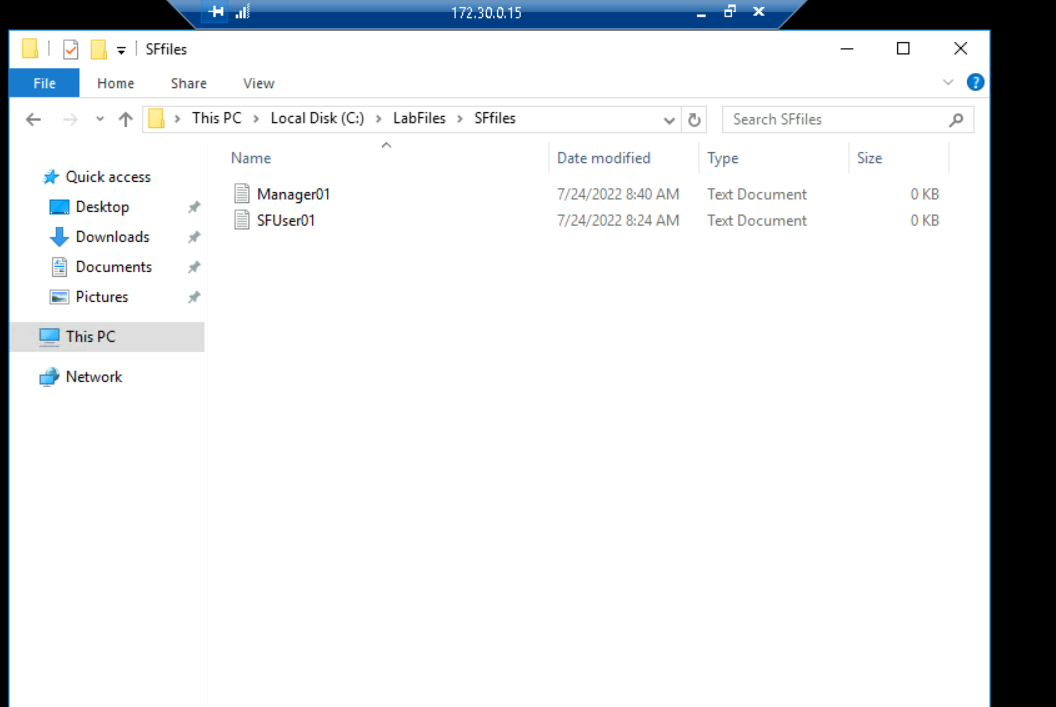 172.30.0.15
SFfiles
File Home Share View
This PC Local Disk (C:) LabFiles SFfiles
Search SFfiles
Name Date modified Type Size
Manager01 7/24/2022 8:40 AM Text Document 0 KB
SFUser01 7/24/2022 8:24 AM Text Document 0 KB
Quick access
Desktop
Downloads
Documents
Pictures
This PC
Network